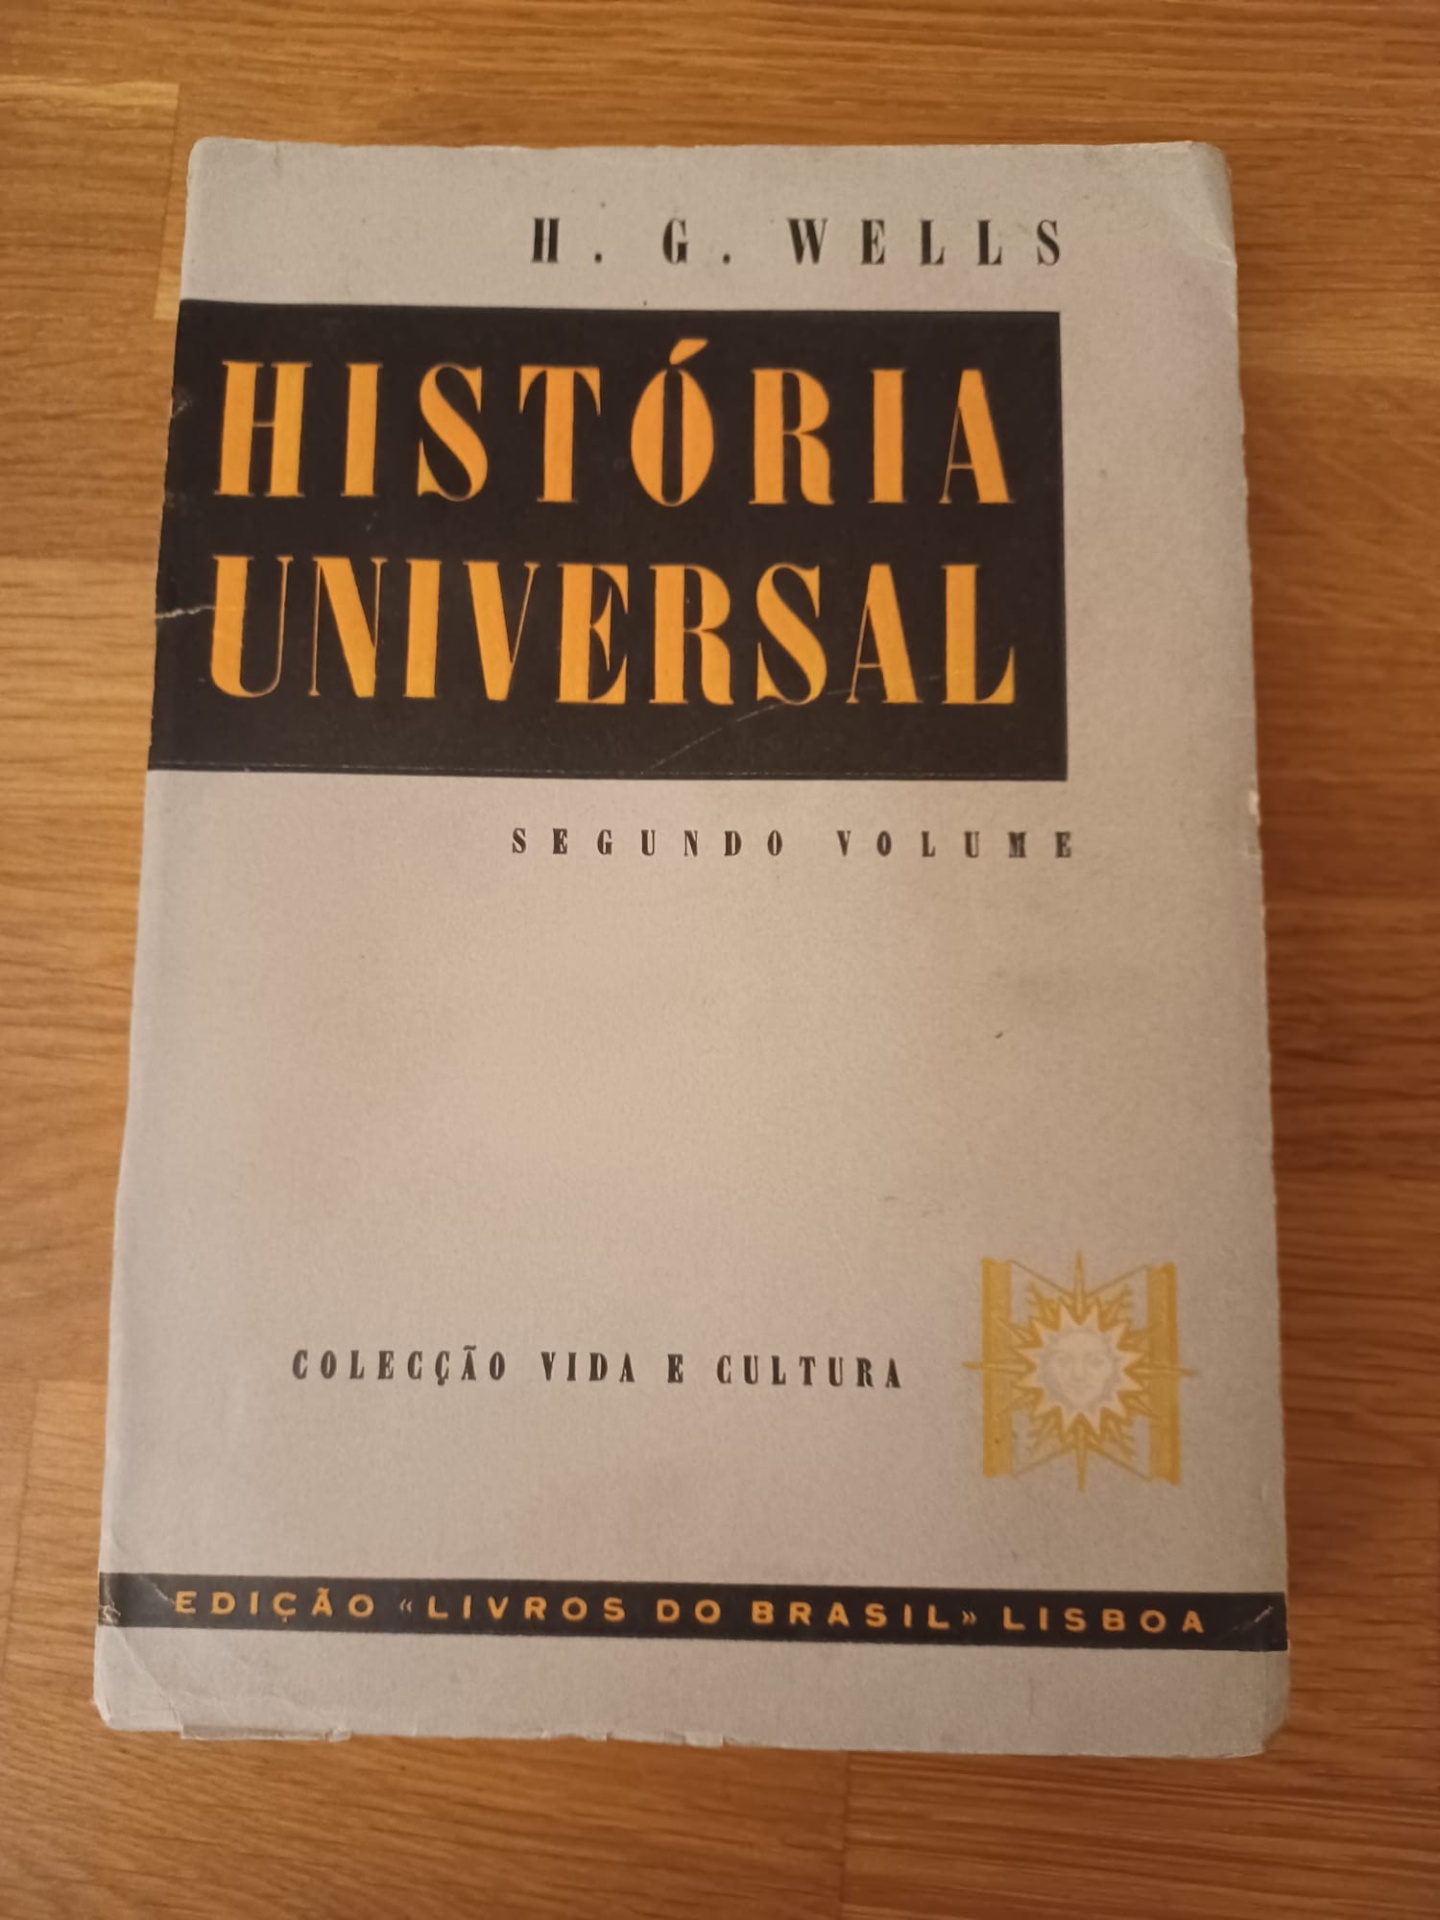 H. G. WELLS
HISTÓRIA
UNIVERSAL
SEGUNDO VOLUME
COLECÇÃO VIDA E CULTURA
EDIÇÃO «LIVROS DO BRASIL» LISBOA